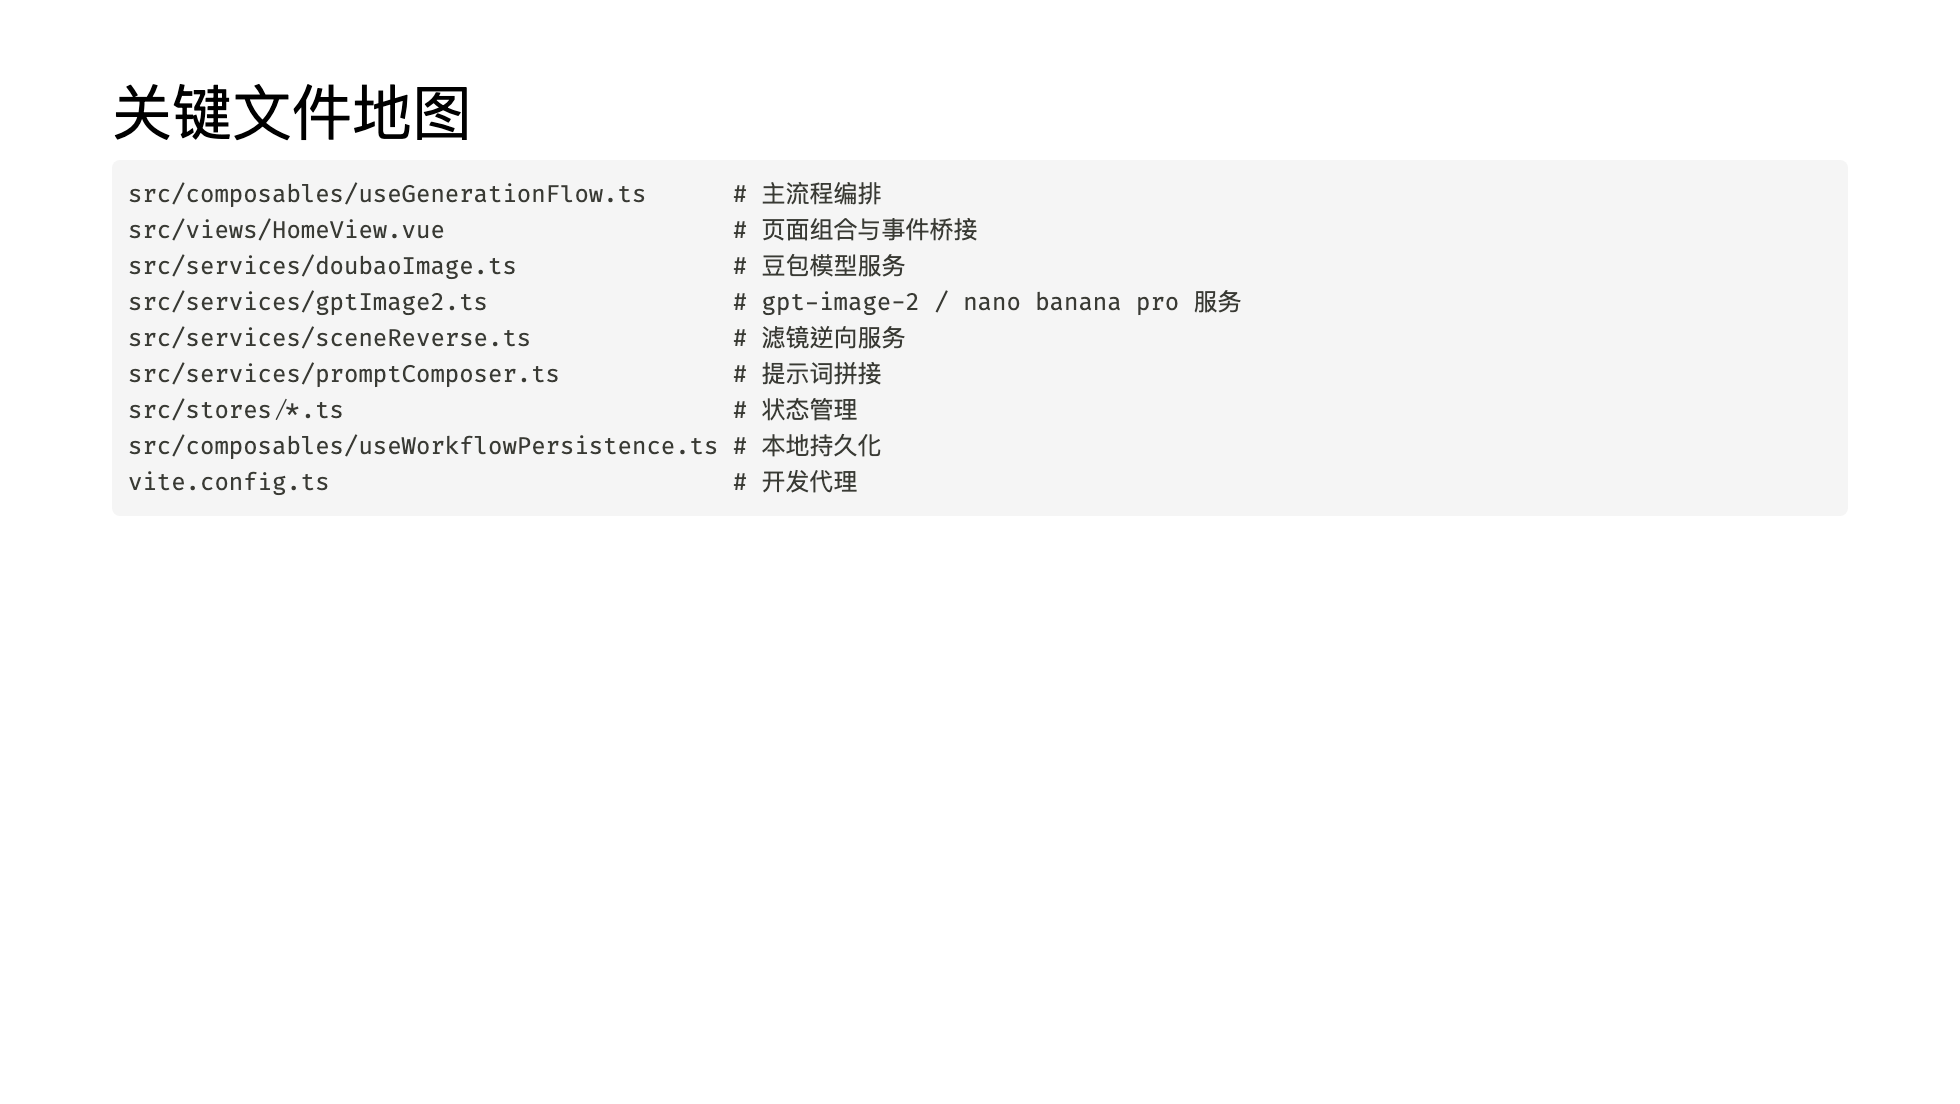 关键文件地图
src/composables/useGenerationFlow.ts      # 主流程编排
src/views/HomeView.vue                    # 页面组合与事件桥接
src/services/doubaoImage.ts               # 豆包模型服务
src/services/gptImage2.ts                 # gpt-image-2 / nano banana pro 服务
src/services/sceneReverse.ts              # 滤镜逆向服务
src/services/promptComposer.ts            # 提示词拼接
src/stores/*.ts                           # 状态管理
src/composables/useWorkflowPersistence.ts # 本地持久化
vite.config.ts                            # 开发代理